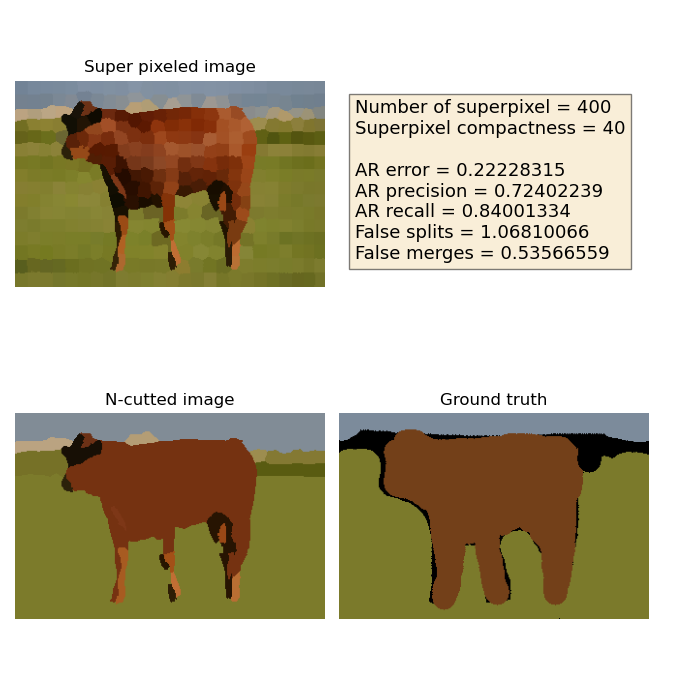 Super pixeled image
Number of superpixel = 400
Superpixel compactness = 40
AR error = 0.22228315
AR precision = 0.72402239
AR recall = 0.84001334
False splits = 1.06810066
False merges = 0.53566559
N-cutted image
Ground truth